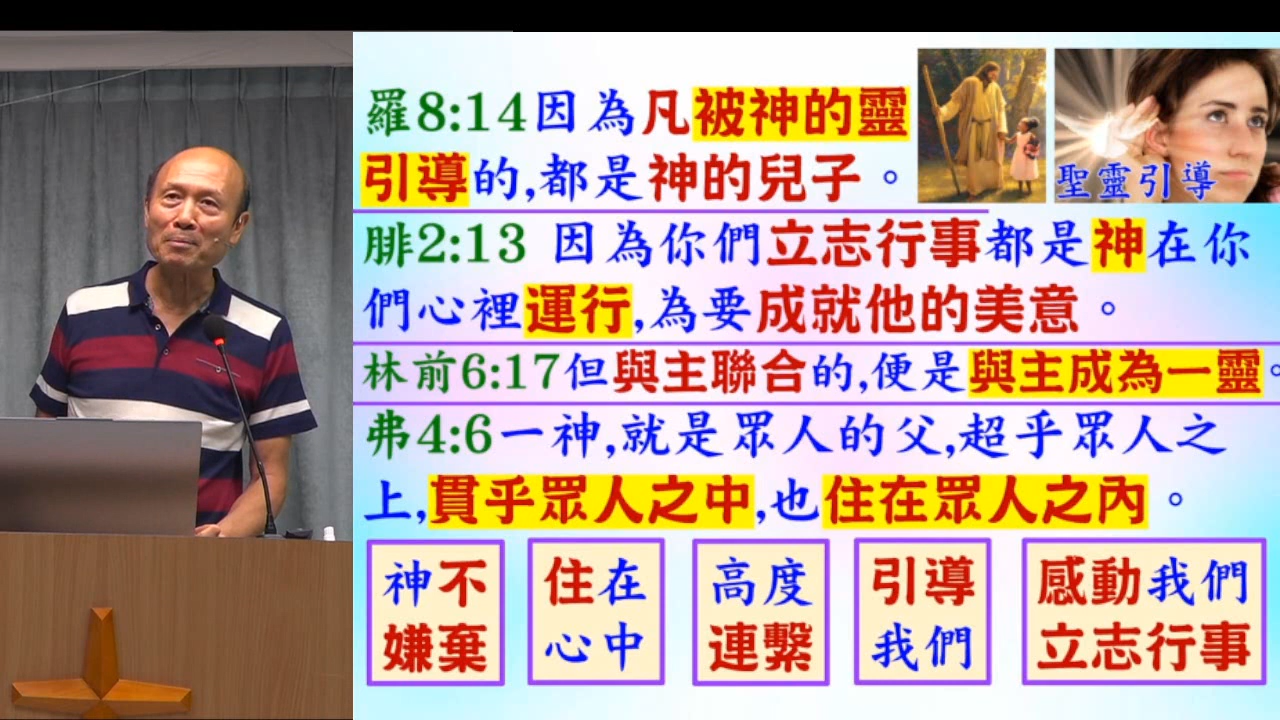 羅8:14因為凡被神的靈
引導的,都是神的兒子。
聖靈引導
腓2:13 因為你們立志行事都是神在你
們心裡運行,為要成就他的美意。
林前6:17但與主聯合的,便是與主成為一靈。
弗4:6一神,就是眾人的父,超乎眾人之
上,貫乎眾人之中,也住在眾人之內。
神不
嫌棄
住在
心中
高度
連繫
引導
我們
感動我們
立志行事